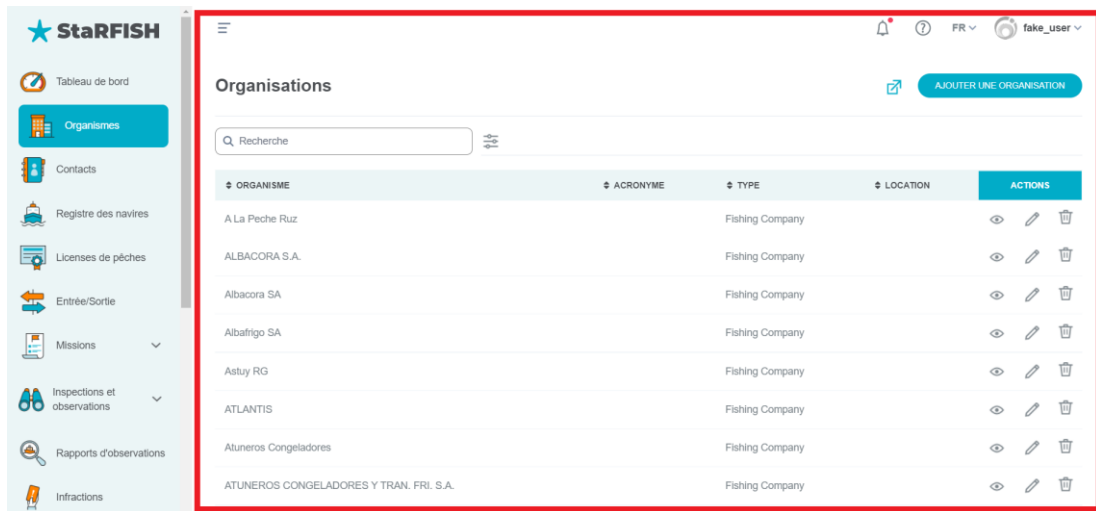 StaRFISH
FR
fake_user
Tableau de bord
Organismes
Contacts
Registre des navires
Licenses de pêches
Entrée/Sortie
Missions
Inspections et
observations
Rapports d'observations
Infractions
Organisations
AJOUTER UNE ORGANISATION
Recherche
ORGANISME ACRONYME TYPE LOCATION ACTIONS
A La Peche Ruz Fishing Company
ALBACORA S.A. Fishing Company
Albacora SA Fishing Company
Albafrigo SA Fishing Company
Astuy RG Fishing Company
ATLANTIS Fishing Company
Atuneros Congeladores Fishing Company
ATUNEROS CONGELADORES Y TRAN. FRI. S.A. Fishing Company